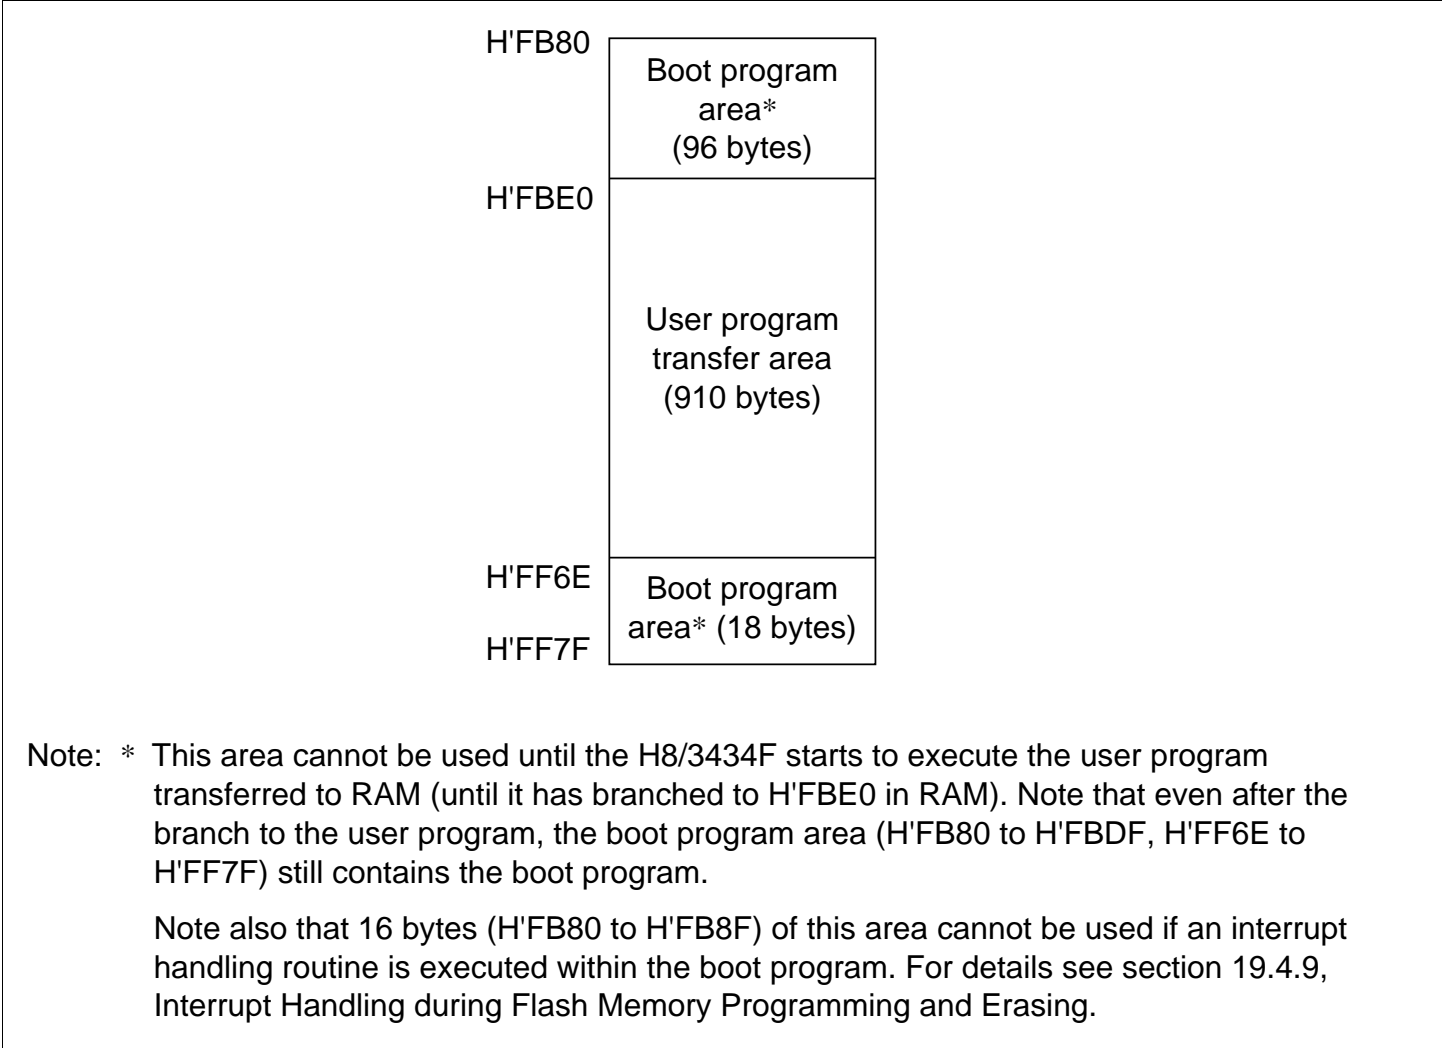 H'FB80
Boot program
area*
(96 bytes)
H'FBE0
User program
transfer area
(910 bytes)
H'FF6E
Boot program
area* (18 bytes)
H'FF7F
Note: * This area cannot be used until the H8/3434F starts to execute the user program
transferred to RAM (until it has branched to H'FBE0 in RAM). Note that even after the
branch to the user program, the boot program area (H'FB80 to H'FBDF, H'FF6E to
H'FF7F) still contains the boot program.
Note also that 16 bytes (H'FB80 to H'FB8F) of this area cannot be used if an interrupt
handling routine is executed within the boot program. For details see section 19.4.9,
Interrupt Handling during Flash Memory Programming and Erasing.